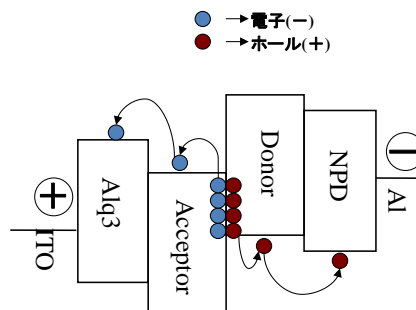 →電子(－)
→ホール(＋)
Donor
NPD
－
Al
＋
Alq3
Acceptor
ITO